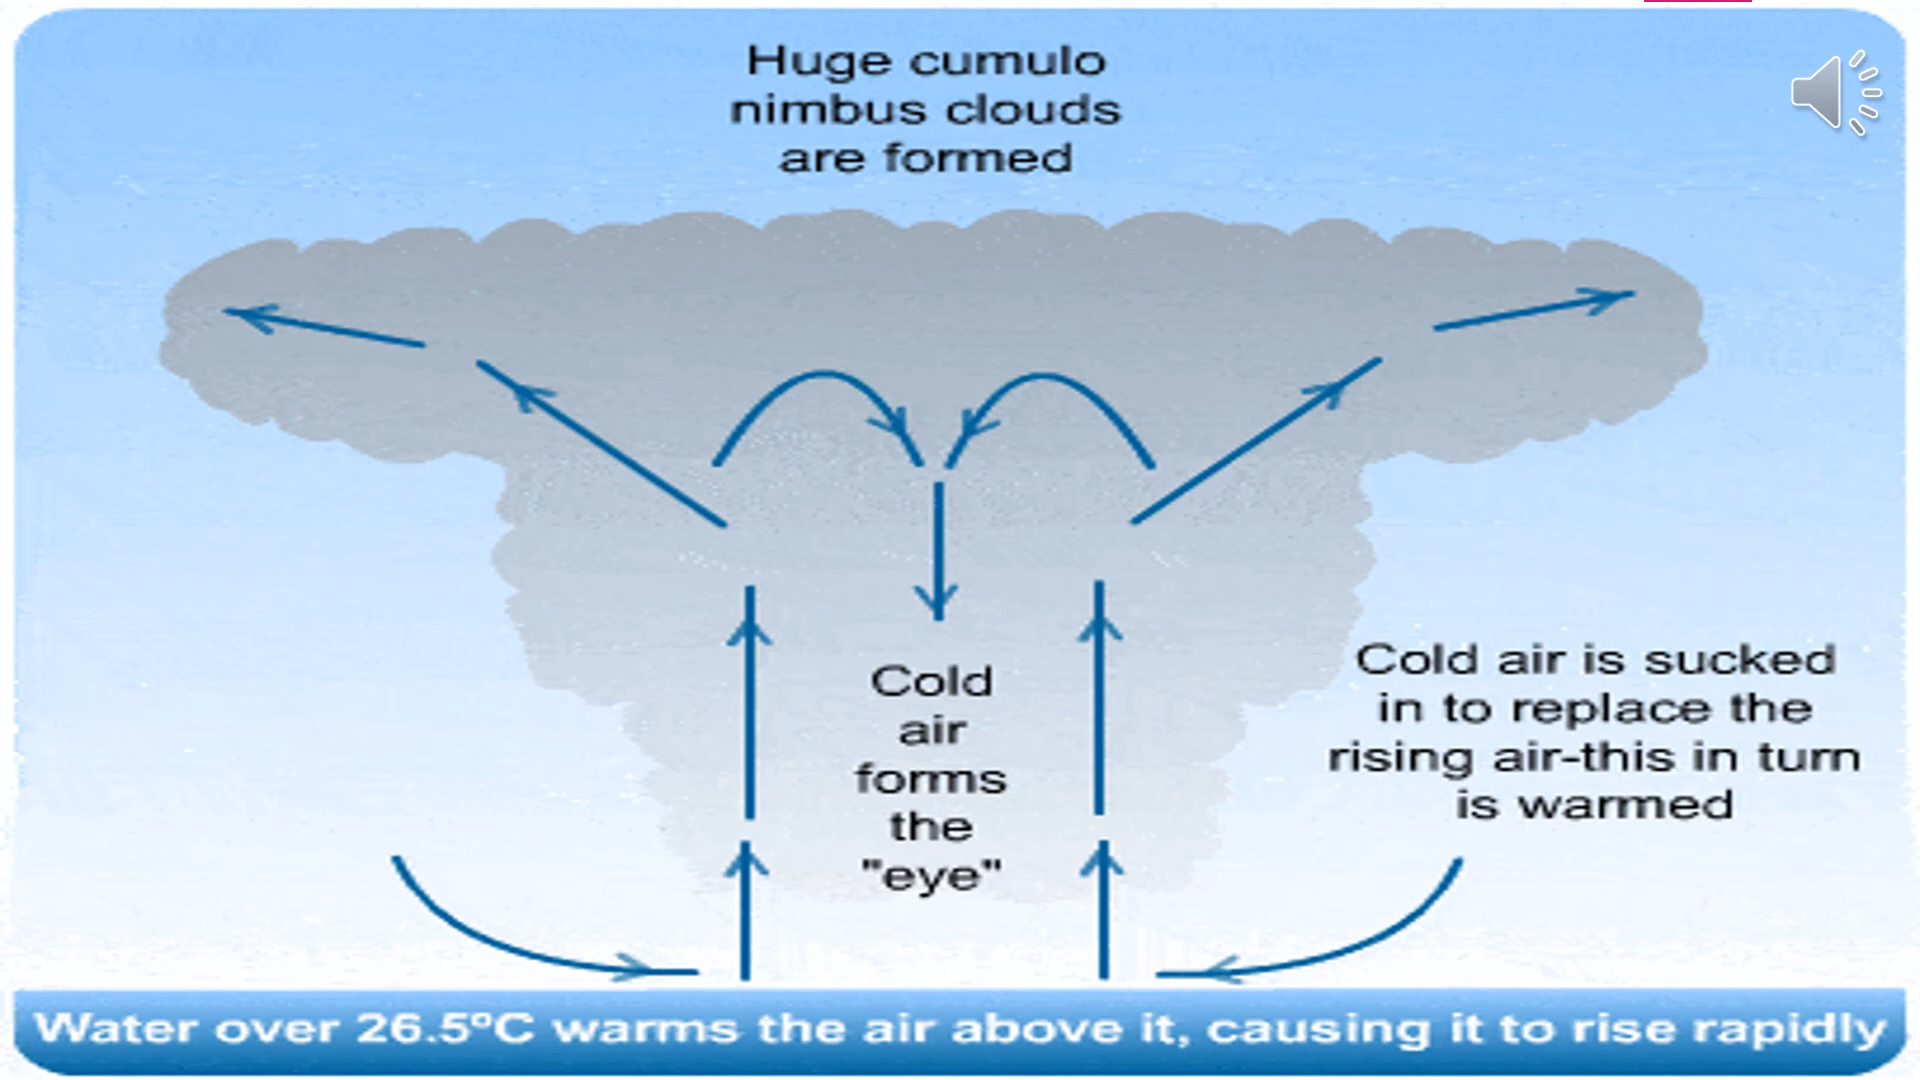 Huge cumulo
nimbus clouds
are formed
Cold
air
forms
the
"eye"
Cold air is sucked
in to replace the
rising air-this in turn
is warmed
Water over 26.5ºC warms the air above it, causing it to rise rapidly